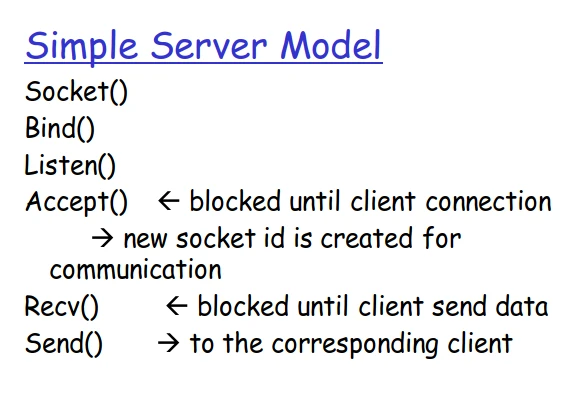 Simple Server Model
Socket()
Bind()
Listen()
Accept() ← blocked until client connection
→ new socket id is created for
communication
Recv() ← blocked until client send data
Send() → to the corresponding client